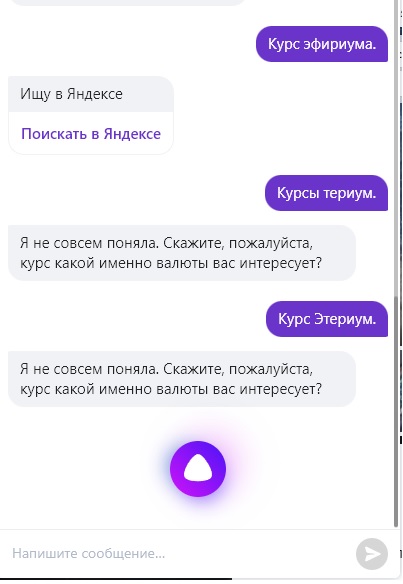 Курс эфириума.
Ищу в Яндексе
Поискать в Яндексе
Курсы териум.
Я не совсем поняла. Скажите, пожалуйста,
курс какой именно валюты вас интересует?
Курс Этериум.
Я не совсем поняла. Скажите, пожалуйста,
курс какой именно валюты вас интересует?
Напишите сообщение...